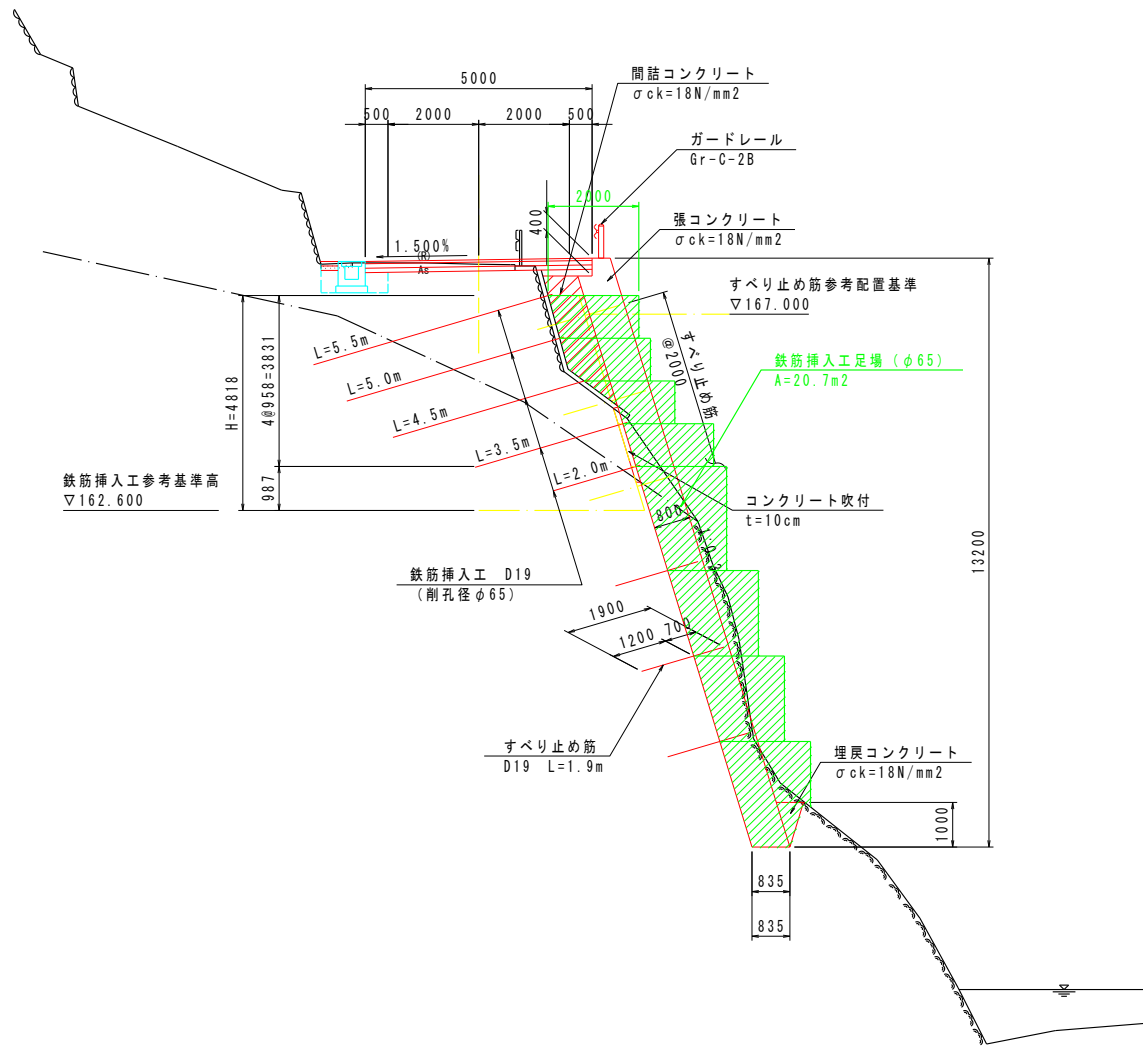 間詰コンクリート
σck=18N/mm2
5000
500
2000
2000
500
ガードレール
Gr-C-2B
2000
400
張コンクリート
σck=18N/mm2
1.500%
(R)
As
すべり止筋参考配置基準
▽167.000
すべり止筋
@2000
鉄筋挿入工足場(φ65)
A=20.7m2
L=5.5m
L=5.0m
L=4.5m
L=3.5m
L=2.0m
H=4818
4@958=3831
987
鉄筋挿入工参考基準高
▽162.600
コンクリート吹付
t=10cm
800
13200
鉄筋挿入工 D19
(削孔径φ65)
1900
1200
700
すべり止め筋
D19 L=1.9m
埋戻コンクリート
σck=18N/mm2
1000
835
835